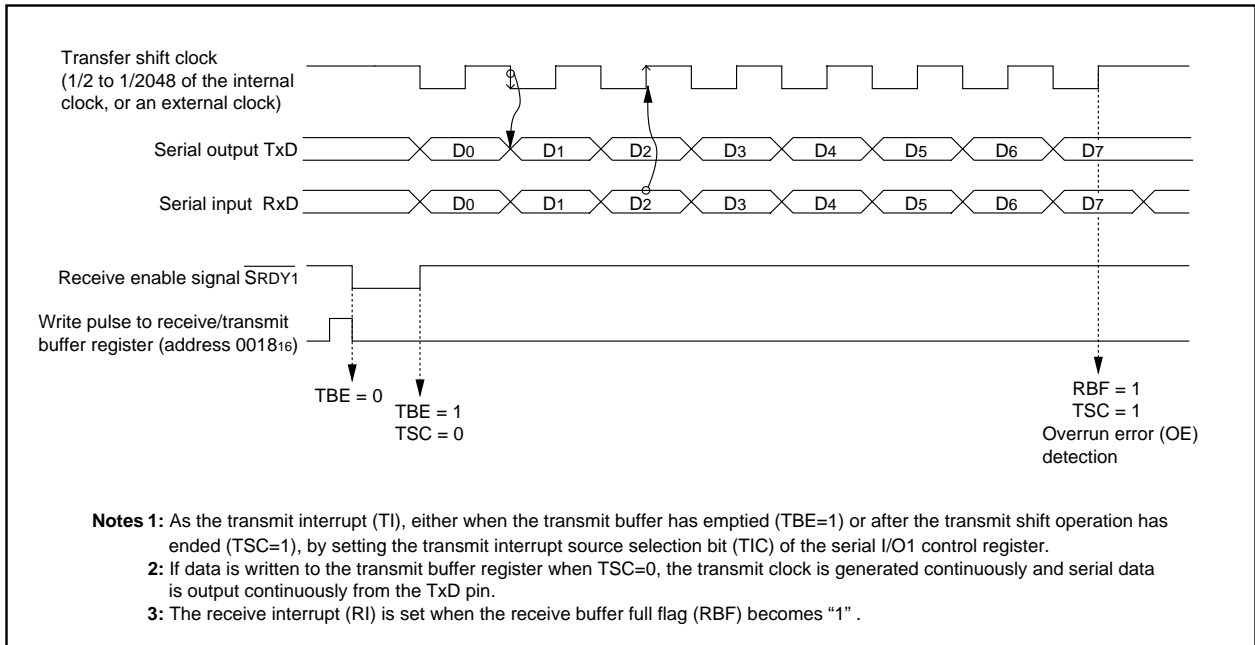 Transfer shift clock
(1/2 to 1/2048 of the internal
clock, or an external clock)
Serial output TxD
D0 D1 D2 D3 D4 D5 D6 D7
Serial input RxD
D0 D1 D2 D3 D4 D5 D6 D7
Receive enable signal SRDY1
Write pulse to receive/transmit
buffer register (address 001816)
TBE = 0
TBE = 1
TSC = 0
RBF = 1
TSC = 1
Overrun error (OE)
detection
Notes 1: As the transmit interrupt (TI), either when the transmit buffer has emptied (TBE=1) or after the transmit shift operation has
ended (TSC=1), by setting the transmit interrupt source selection bit (TIC) of the serial I/O1 control register.
2: If data is written to the transmit buffer register when TSC=0, the transmit clock is generated continuously and serial data
is output continuously from the TxD pin.
3: The receive interrupt (RI) is set when the receive buffer full flag (RBF) becomes “1” .